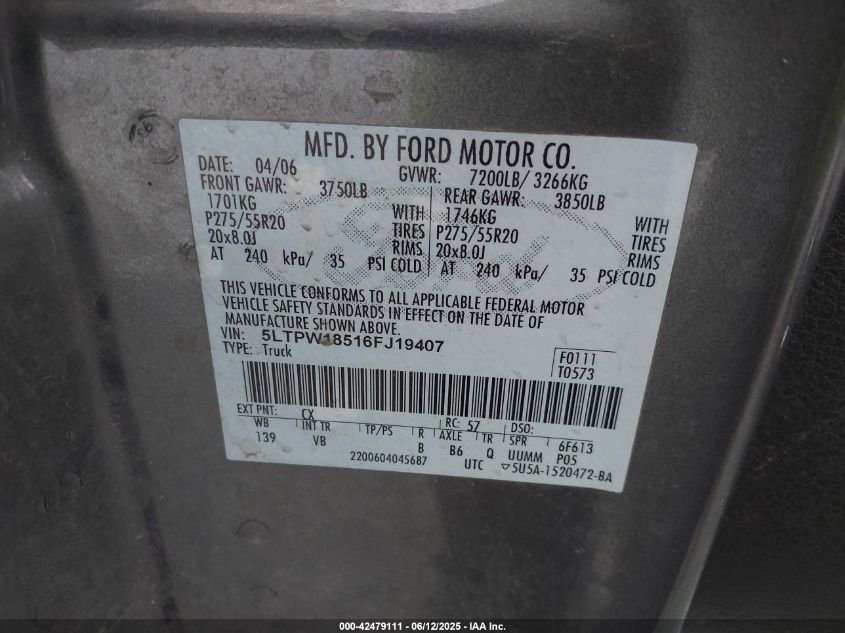 MFD. BY FORD MOTOR CO.
DATE: 04/06 GVWR: 7200LB/ 3266KG
FRONT GAWR: 3750LB REAR GAWR: 3850LB
1701KG WITH 1746KG WITH
P275/55R20 TIRES P275/55R20 TIRES
20x8.0J RIMS 20x8.0J RIMS
AT 240 kPa/ 35 PSI COLD AT 240 kPa/ 35 PSI COLD
THIS VEHICLE CONFORMS TO ALL APPLICABLE FEDERAL MOTOR
VEHICLE SAFETY STANDARDS IN EFFECT ON THE DATE OF
MANUFACTURE SHOWN ABOVE.
VIN: 5LTPW18516FJ19407
TYPE: Truck
F0111
T0573
EXT PNT: CX RC: 57 DSO:
WB INT TR TP/PS R AXLE TR SPR 6F613
139 VB B B6 Q UUMM P05
2200604045687 UTC ▽5U5A-1520472-BA
Ford
000-42479111 - 06/12/2025 - IAA Inc.